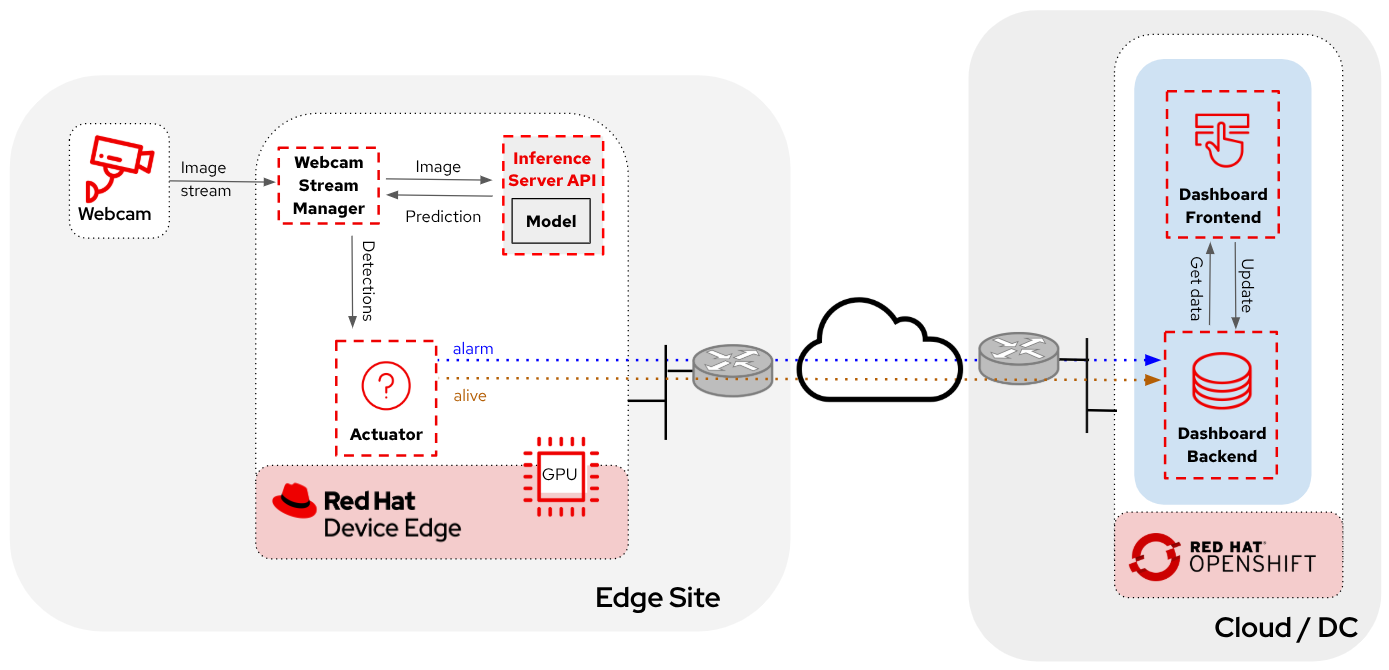 Webcam
Image
stream
Webcam
Stream
Manager
Image
Prediction
Inference
Server API
Model
Detections
?
Actuator
alarm
alive
GPU
Red Hat
Device Edge
Edge Site
Dashboard
Frontend
Get data
Update
Dashboard
Backend
RED HAT®
OPENSHIFT
Cloud / DC